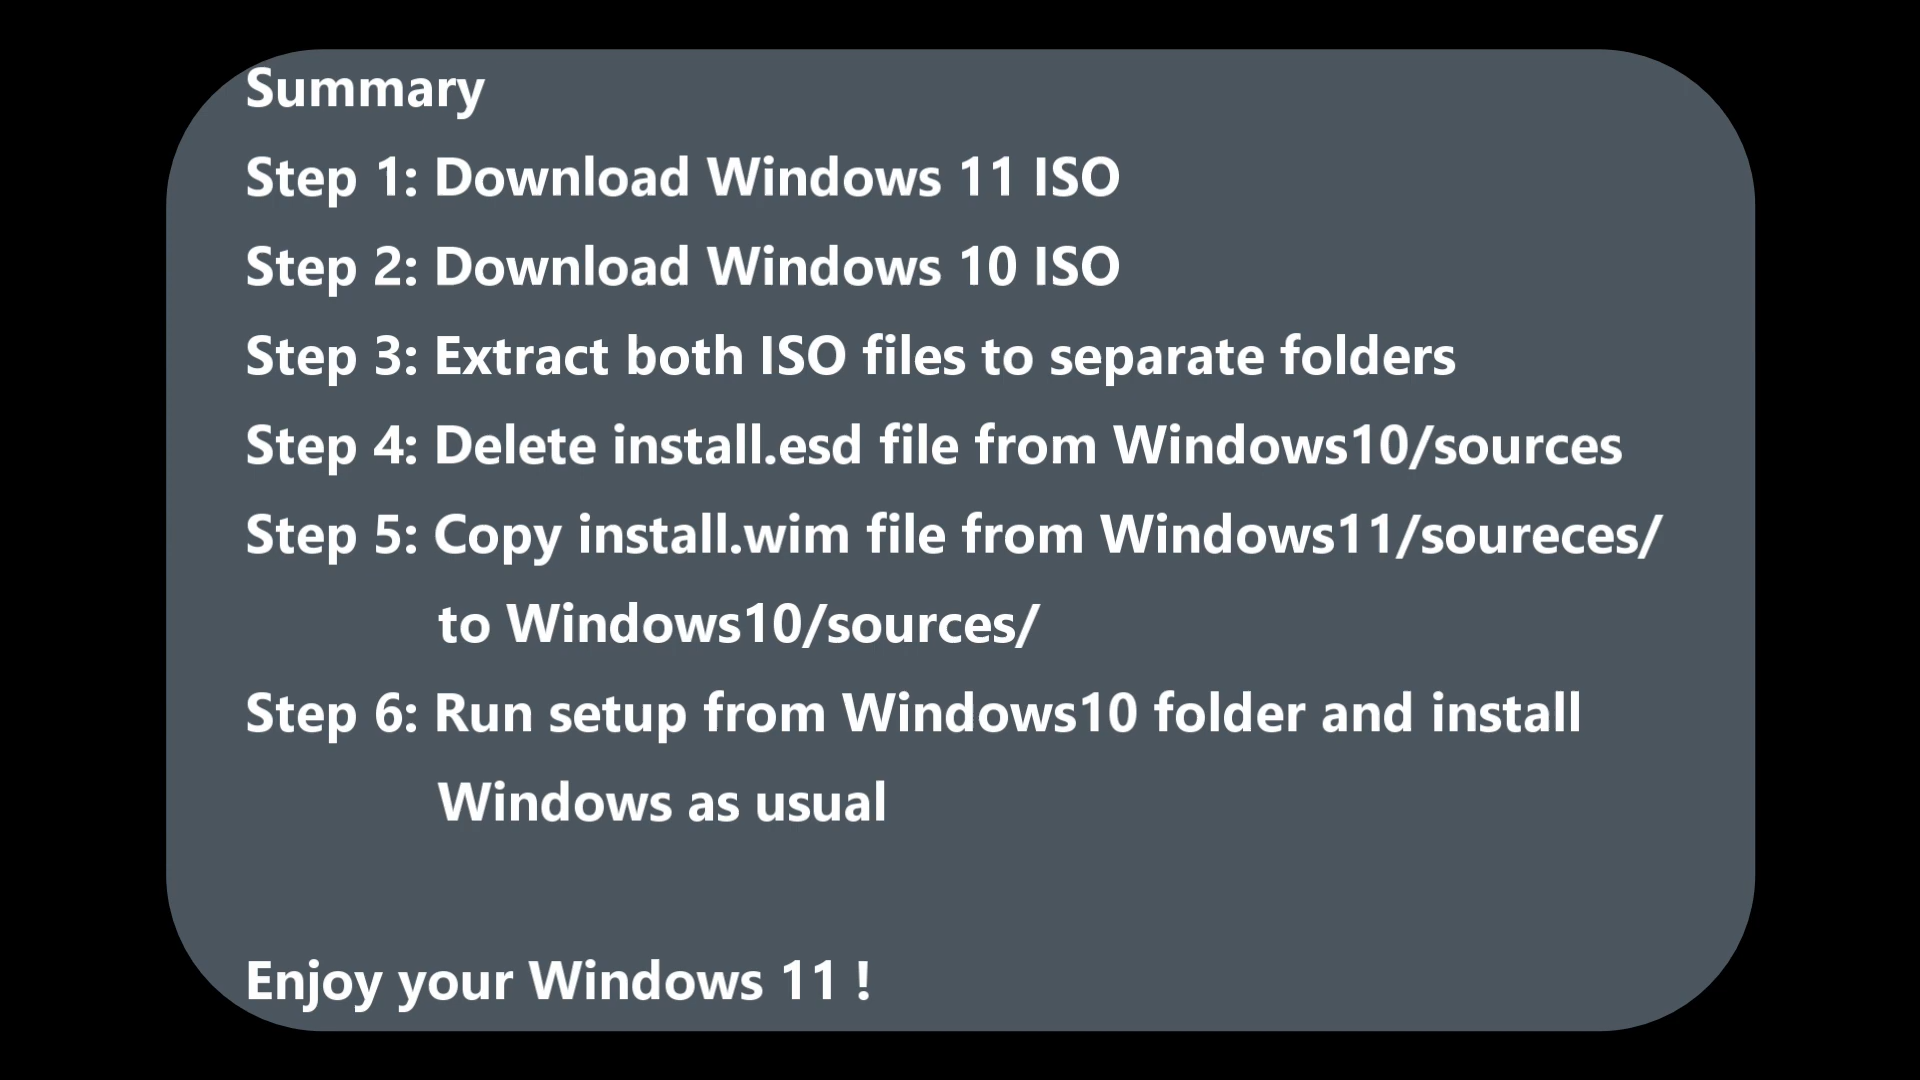 Summary
Step 1: Download Windows 11 ISO
Step 2: Download Windows 10 ISO
Step 3: Extract both ISO files to separate folders
Step 4: Delete install.esd file from Windows10/sources
Step 5: Copy install.wim file from Windows11/soureces/
to Windows10/sources/
Step 6: Run setup from Windows10 folder and install
Windows as usual
Enjoy your Windows 11 !